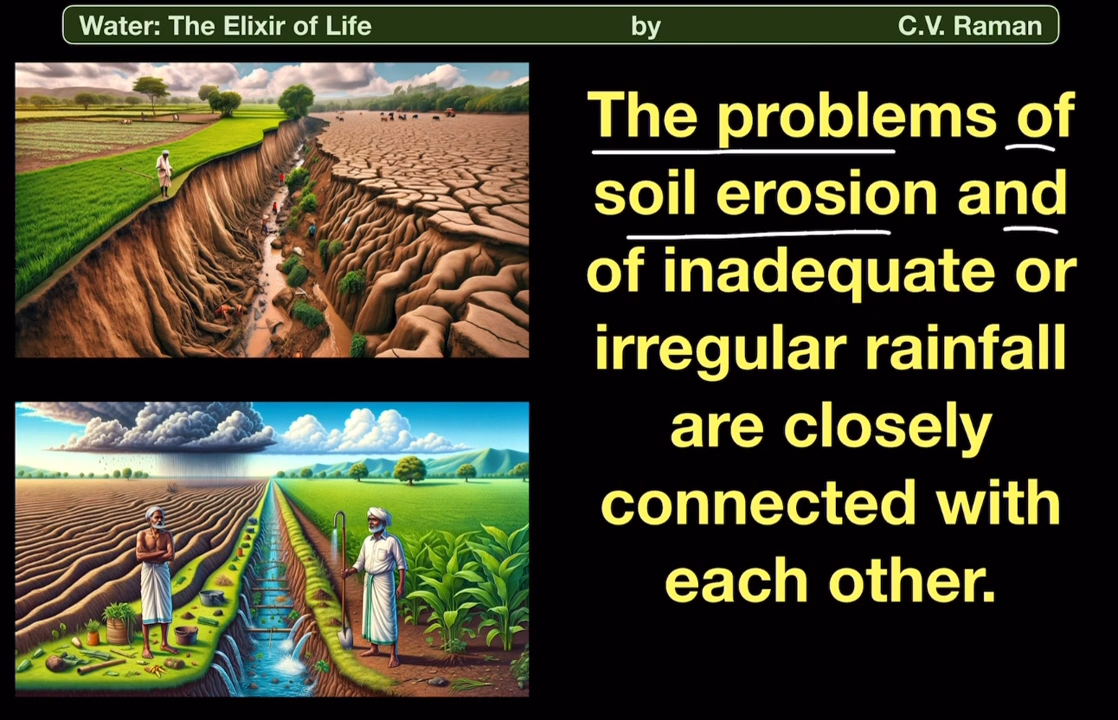 Water: The Elixir of Life by C.V. Raman
The problems of
soil erosion and
of inadequate or
irregular rainfall
are closely
connected with
each other.